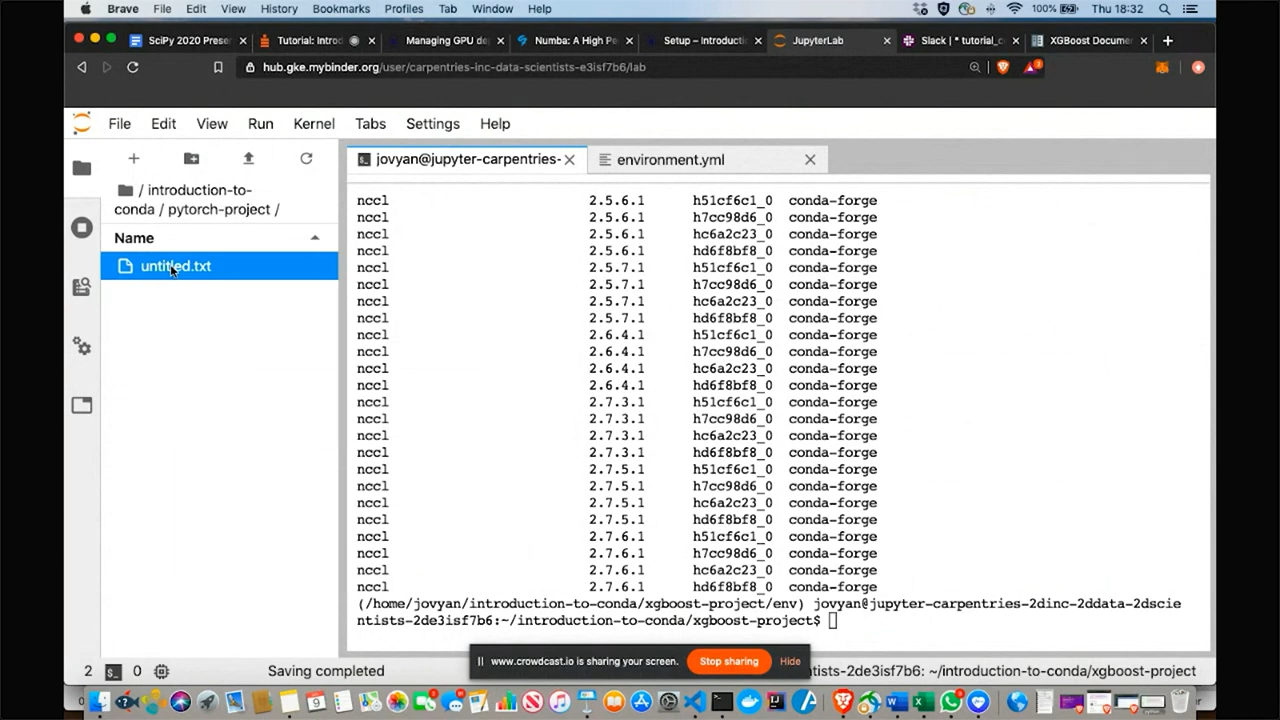 Brave File Edit View History Bookmarks Profiles Tab Window Help 100% Thu 18:32
SciPy 2020 Prese Tutorial: Introd Managing GPU de Numba: A High P Setup – Introductio JupyterLab Slack | * tutorial_c XGBoost Docume
hub.gke.mybinder.org/user/carpentries-inc-data-scientists-e3isf7b6/lab
File Edit View Run Kernel Tabs Settings Help
jovyan@jupyter-carpentries- environment.yml
/ introduction-to-
conda / pytorch-project /
Name
untitled.txt
nccl 2.5.6.1 h51cf6c1_0 conda-forge
nccl 2.5.6.1 h7cc98d6_0 conda-forge
nccl 2.5.6.1 hc6a2c23_0 conda-forge
nccl 2.5.6.1 hd6f8bf8_0 conda-forge
nccl 2.5.7.1 h51cf6c1_0 conda-forge
nccl 2.5.7.1 h7cc98d6_0 conda-forge
nccl 2.5.7.1 hc6a2c23_0 conda-forge
nccl 2.5.7.1 hd6f8bf8_0 conda-forge
nccl 2.6.4.1 h51cf6c1_0 conda-forge
nccl 2.6.4.1 h7cc98d6_0 conda-forge
nccl 2.6.4.1 hc6a2c23_0 conda-forge
nccl 2.6.4.1 hd6f8bf8_0 conda-forge
nccl 2.7.3.1 h51cf6c1_0 conda-forge
nccl 2.7.3.1 h7cc98d6_0 conda-forge
nccl 2.7.3.1 hc6a2c23_0 conda-forge
nccl 2.7.3.1 hd6f8bf8_0 conda-forge
nccl 2.7.5.1 h51cf6c1_0 conda-forge
nccl 2.7.5.1 h7cc98d6_0 conda-forge
nccl 2.7.5.1 hc6a2c23_0 conda-forge
nccl 2.7.5.1 hd6f8bf8_0 conda-forge
nccl 2.7.6.1 h51cf6c1_0 conda-forge
nccl 2.7.6.1 h7cc98d6_0 conda-forge
nccl 2.7.6.1 hc6a2c23_0 conda-forge
nccl 2.7.6.1 hd6f8bf8_0 conda-forge
(/home/jovyan/introduction-to-conda/xgboost-project/env) jovyan@jupyter-carpentries-2dinc-2ddata-2dscie
ntists-2de3isf7b6:~/introduction-to-conda/xgboost-project$
www.crowdcast.io is sharing your screen. Stop sharing Hide
2 0 Saving completed tists-2de3isf7b6: ~/introduction-to-conda/xgboost-project